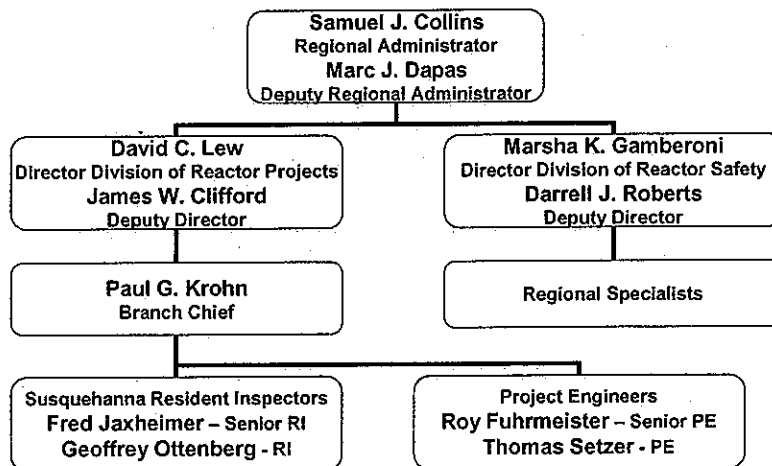 Samuel J. Collins
Regional Administrator
Marc J. Dapas
Deputy Regional Administrator
David C. Lew
Director Division of Reactor Projects
James W. Clifford
Deputy Director
Marsha K. Gamberoni
Director Division of Reactor Safety
Darrell J. Roberts
Deputy Director
Paul G. Krohn
Branch Chief
Regional Specialists
Susquehanna Resident Inspectors
Fred Jaxheimer – Senior RI
Geoffrey Ottenberg - RI
Project Engineers
Roy Fuhrmeister – Senior PE
Thomas Setzer - PE